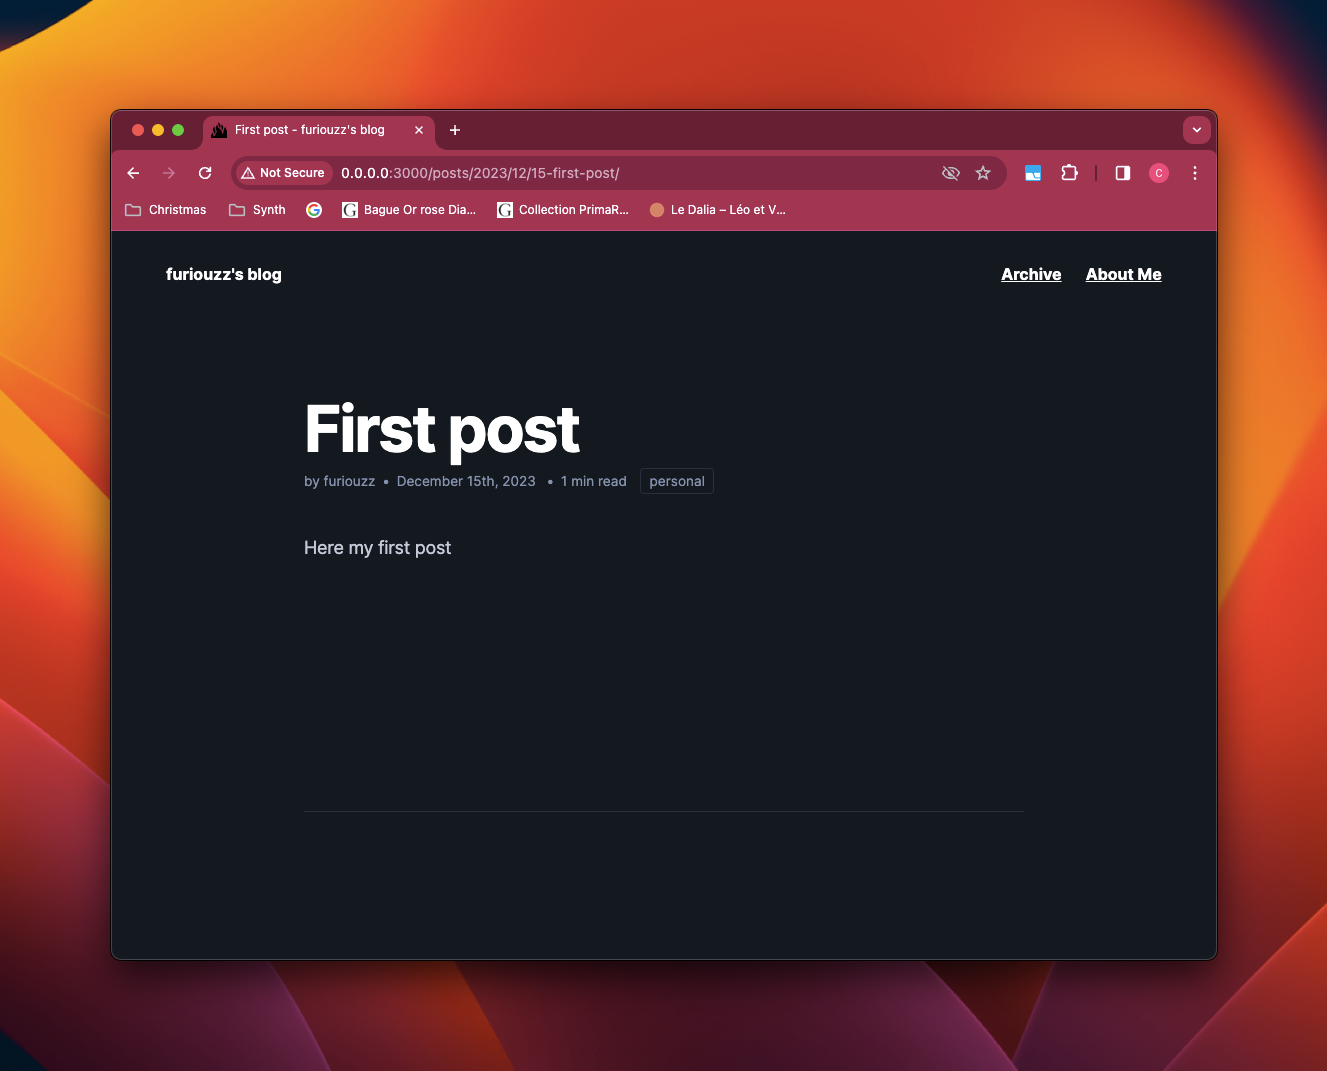 First post - furiouzz's blog
Not Secure 0.0.0.0:3000/posts/2023/12/15-first-post/
C
Christmas Synth G Bague Or rose Dia... G Collection PrimaR... Le Dalia – Léo et V...
furiouzz's blog Archive About Me
First post
by furiouzz • December 15th, 2023 • 1 min read personal
Here my first post